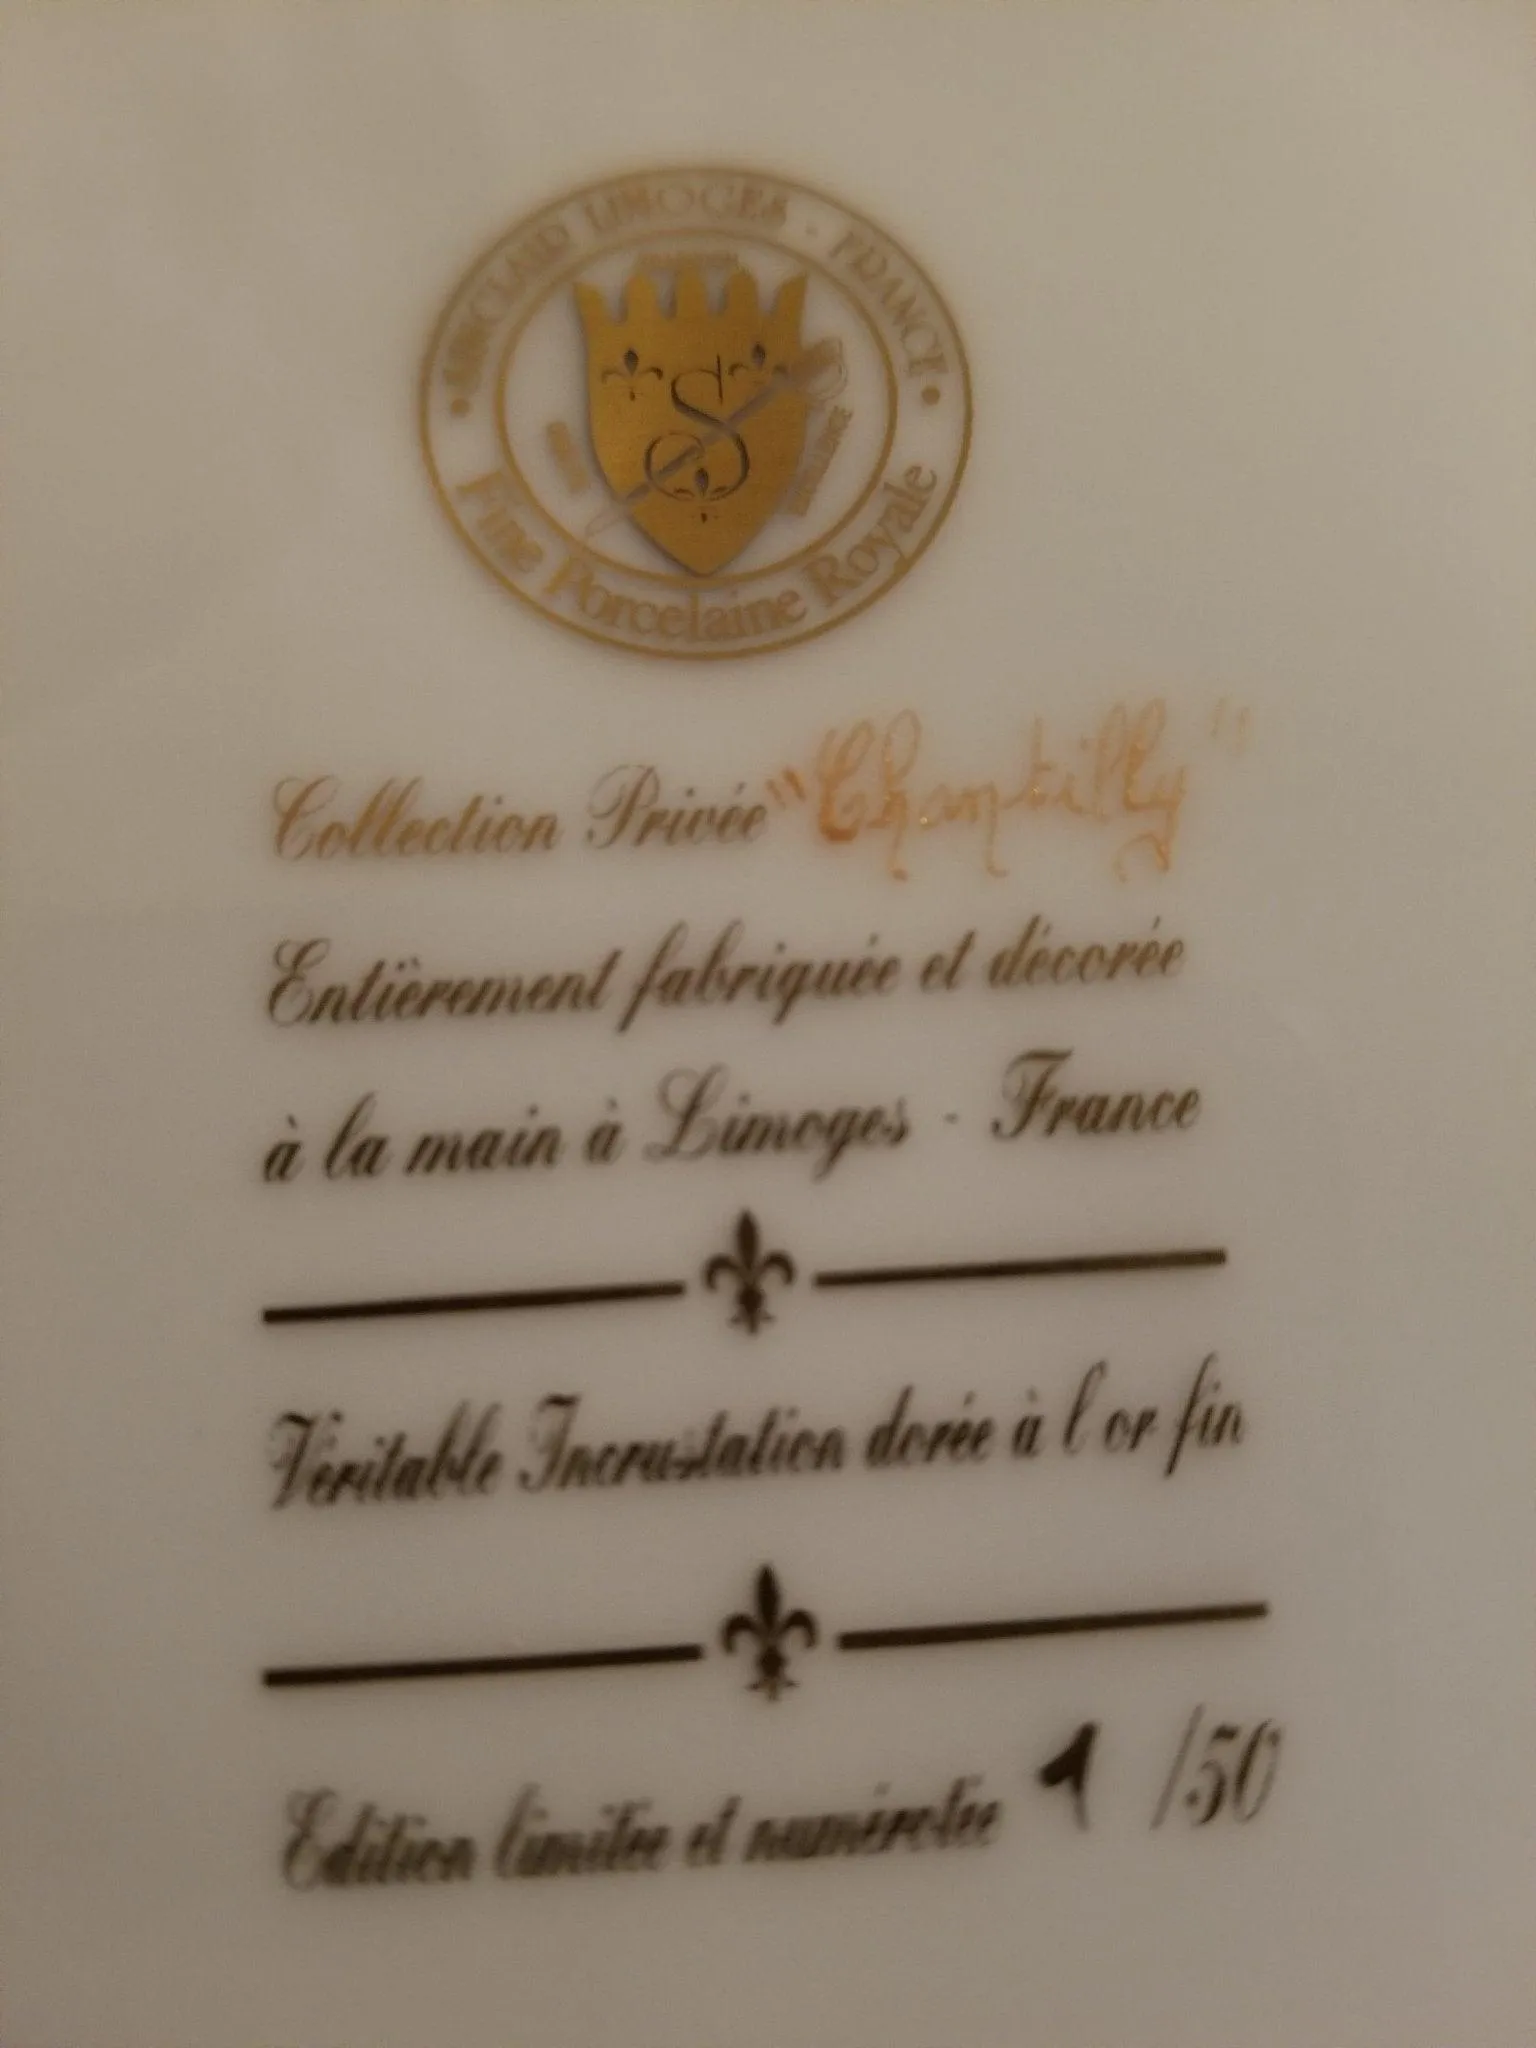 LIMOGES - FRANCE
Fine Porcelaine Royale
S
Collection Privée "Chantilly"
Entièrement fabriquée et décorée
à la main à Limoges - France
Véritable Incrustation dorée à l'or fin
Edition limitée et numérotée 1 /50